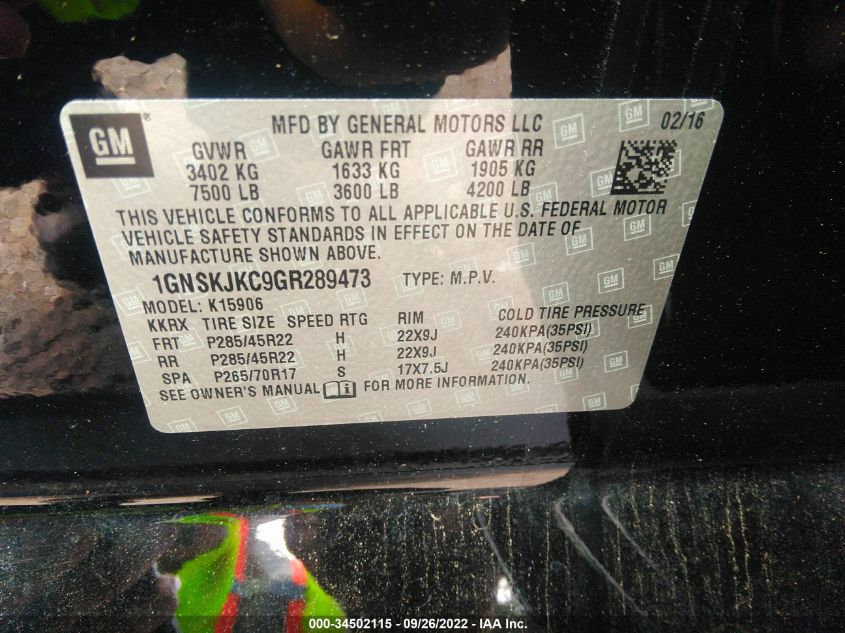 GM
MFD BY GENERAL MOTORS LLC 02/16
GVWR GAWR FRT GAWR RR
3402 KG 1633 KG 1905 KG
7500 LB 3600 LB 4200 LB
THIS VEHICLE CONFORMS TO ALL APPLICABLE U.S. FEDERAL MOTOR
VEHICLE SAFETY STANDARDS IN EFFECT ON THE DATE OF
MANUFACTURE SHOWN ABOVE.
1GNSKJKC9GR289473 TYPE: M.P.V.
MODEL: K15906
KKRX TIRE SIZE SPEED RTG RIM COLD TIRE PRESSURE
FRT P285/45R22 H 22X9J 240KPA(35PSI)
RR P285/45R22 H 22X9J 240KPA(35PSI)
SPA P265/70R17 S 17X7.5J 240KPA(35PSI)
SEE OWNER'S MANUAL i FOR MORE INFORMATION.
000-34502115 - 09/26/2022 - IAA Inc.